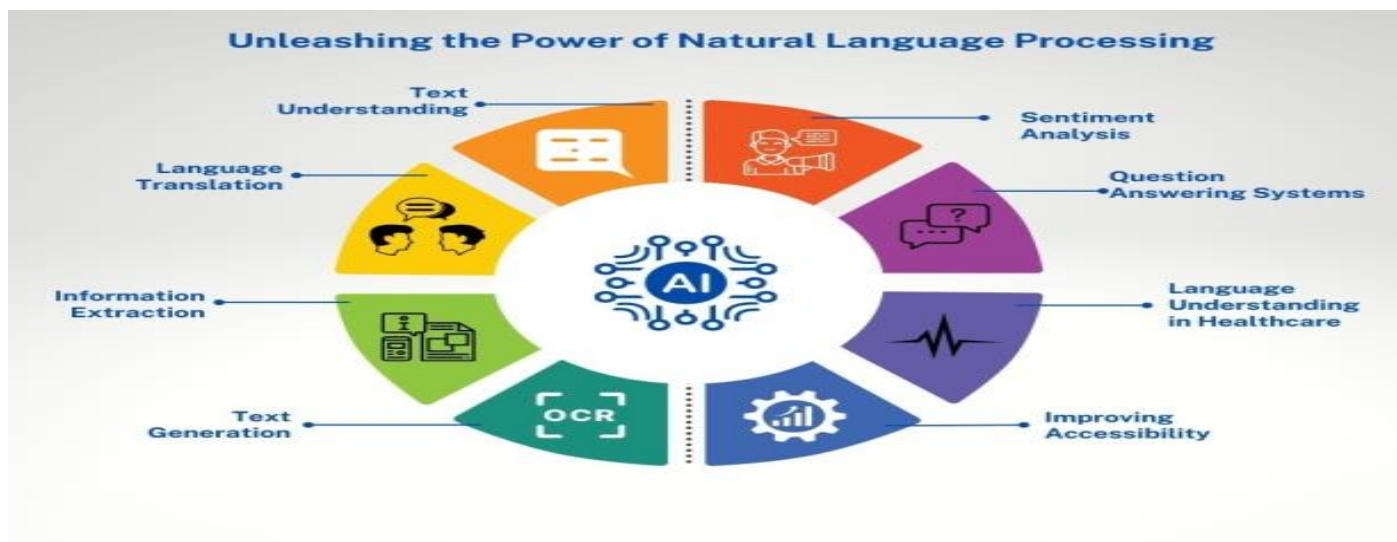 Unleashing the Power of Natural Language Processing
Text
Understanding
Sentiment
Analysis
Language
Translation
Question
Answering Systems
?
AI
Information
Extraction
i
Language
Understanding
in Healthcare
Text
Generation
OCR
Improving
Accessibility